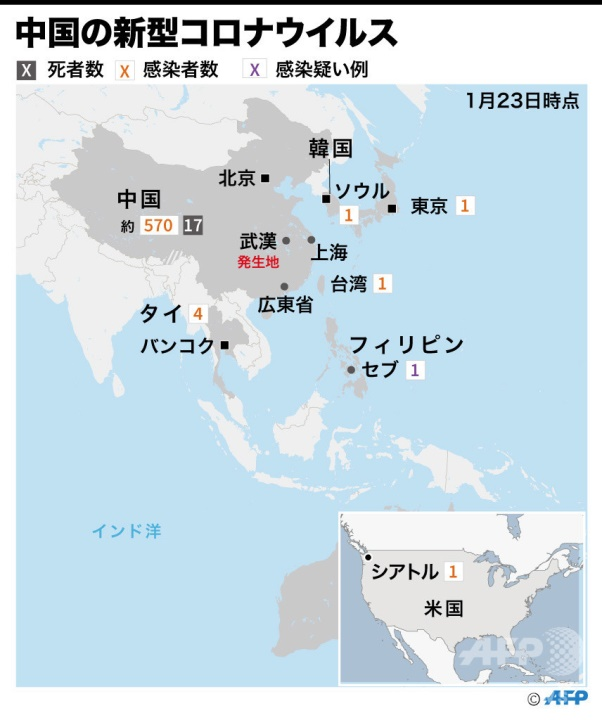 中国の新型コロナウイルス
X 死者数 X 感染者数 X 感染疑い例
1月23日時点
韓国
北京
ソウル
1
中国
約 570 17
東京 1
武漢
発生地
上海
台湾 1
広東省
タイ 4
バンコク
フィリピン
セブ 1
インド洋
シアトル 1
米国
AFP
© AFP